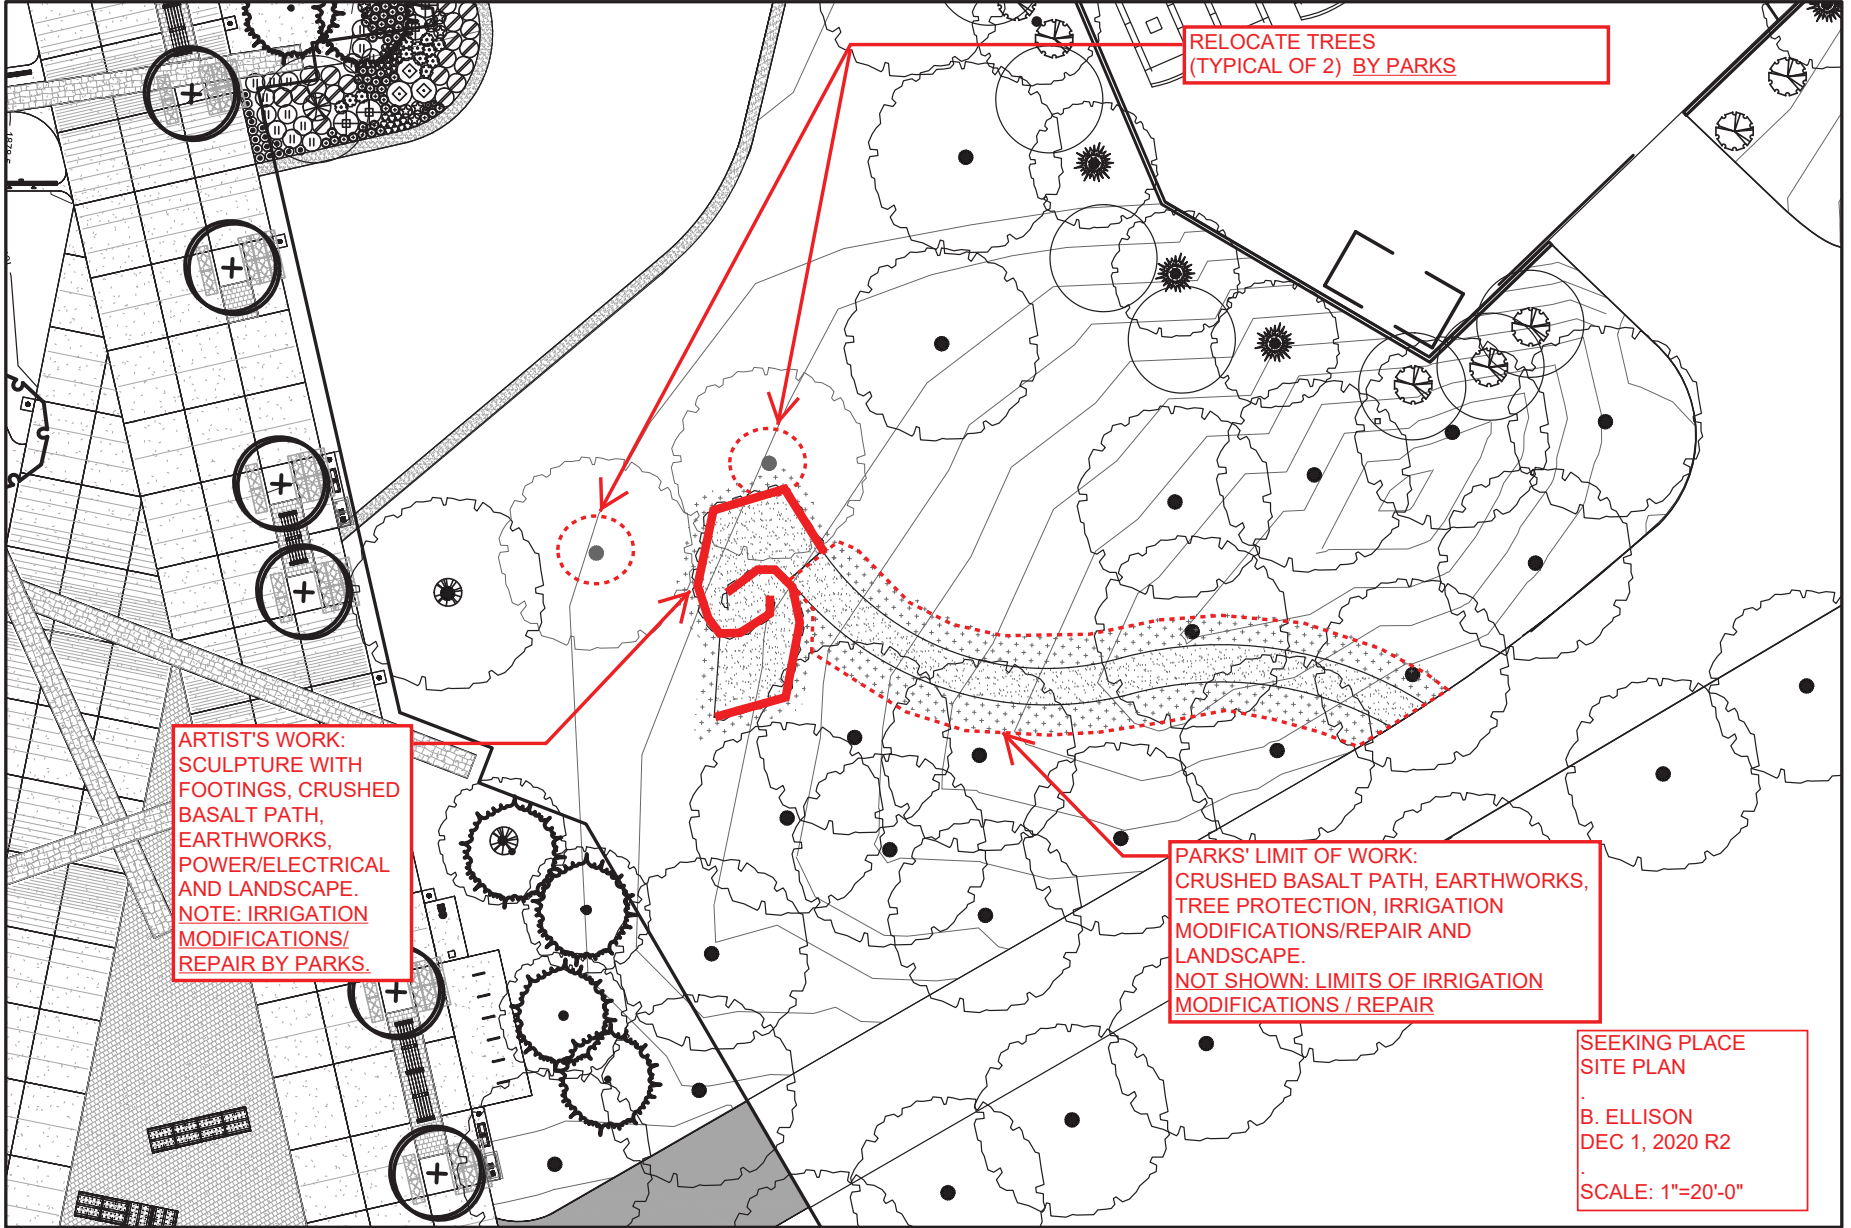 RELOCATE TREES
(TYPICAL OF 2) BY PARKS
ARTIST'S WORK:
SCULPTURE WITH
FOOTINGS, CRUSHED
BASALT PATH,
EARTHWORKS,
POWER/ELECTRICAL
AND LANDSCAPE.
NOTE: IRRIGATION
MODIFICATIONS/
REPAIR BY PARKS.
PARKS' LIMIT OF WORK:
CRUSHED BASALT PATH, EARTHWORKS,
TREE PROTECTION, IRRIGATION
MODIFICATIONS/REPAIR AND
LANDSCAPE.
NOT SHOWN: LIMITS OF IRRIGATION
MODIFICATIONS / REPAIR
SEEKING PLACE
SITE PLAN
.
B. ELLISON
DEC 1, 2020 R2
.
SCALE: 1"=20'-0"